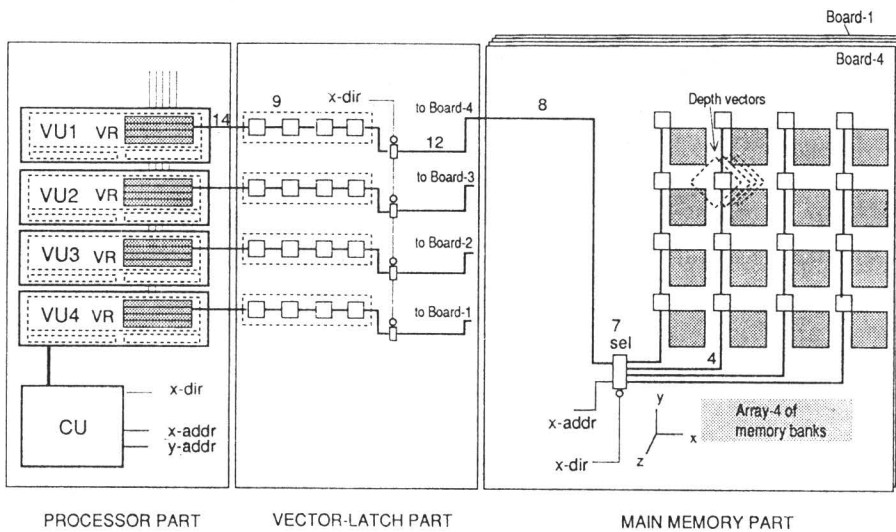 Board-1
Board-4
x-dir
9
14
VU1 VR
to Board-4
12
8
Depth vectors
VU2 VR
to Board-3
VU3 VR
to Board-2
VU4 VR
to Board-1
7
sel
4
x-dir
CU
x-addr
y-addr
x-addr
x-dir
y
x
z
Array-4 of
memory banks
PROCESSOR PART
VECTOR-LATCH PART
MAIN MEMORY PART